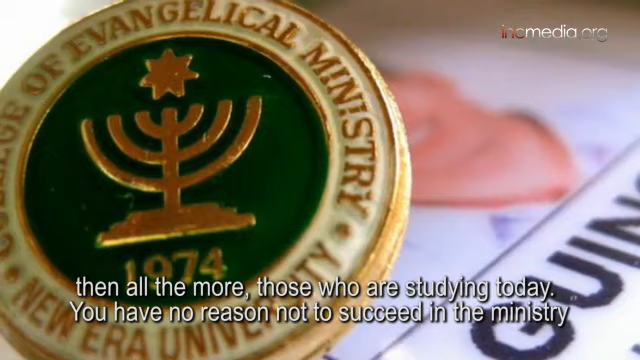 incmedia.org
COLLEGE OF EVANGELICAL MINISTRY
1974
NEW ERA UNIVERSITY
GUIN
then all the more, those who are studying today.
You have no reason not to succeed in the ministry